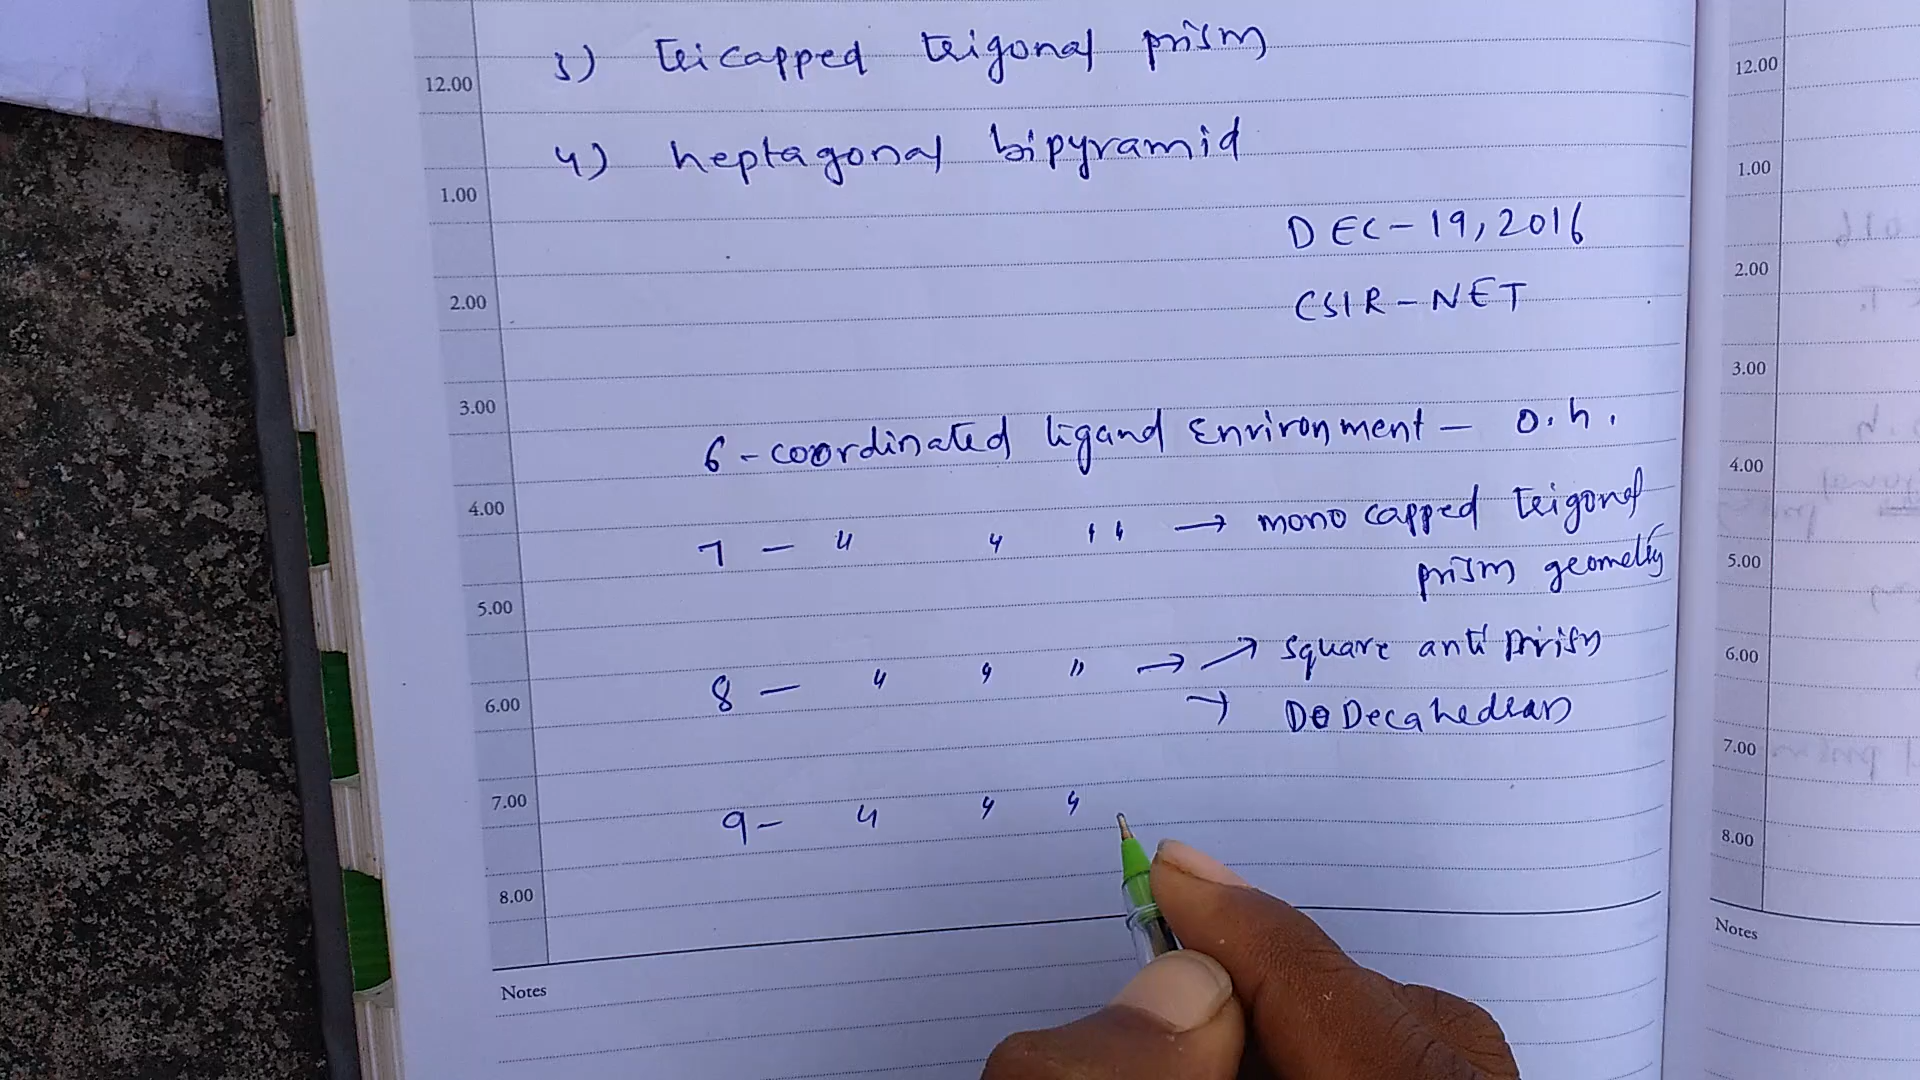 3) tricapped trigonal prism
12.00
4) heptagonal bipyramid
1.00
DEC-19, 2016
2.00
CSIR-NET
3.00
6-coordinated ligand Environment - O.h.
4.00
7 - " " " → mono capped trigonal
prism geometry
5.00
8 - " " " → → square anti prism
6.00
→ DODecahedran
7.00
9- " " "
8.00
Notes
12.00
1.00
2.00
3.00
4.00
5.00
6.00
7.00
8.00
Notes